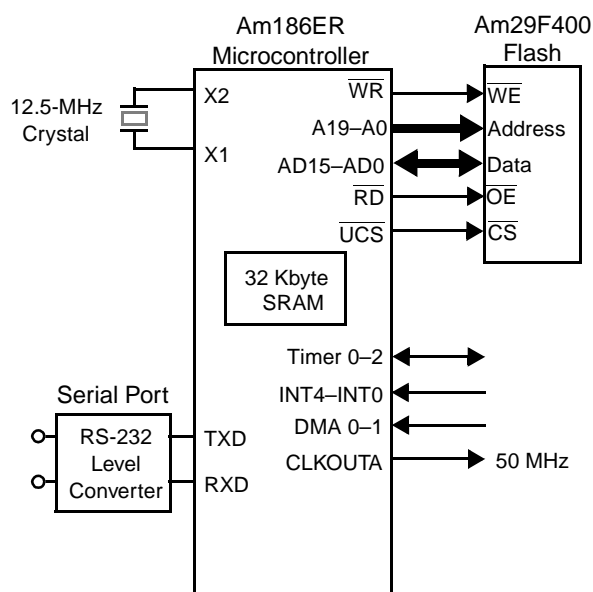 Am186ER
Microcontroller
Am29F400
Flash
12.5-MHz
Crystal
X2
X1
WR
A19–A0
AD15–AD0
RD
UCS
WE
Address
Data
OE
CS
32 Kbyte
SRAM
Timer 0–2
INT4–INT0
DMA 0–1
CLKOUTA
50 MHz
Serial Port
RS-232
Level
Converter
TXD
RXD